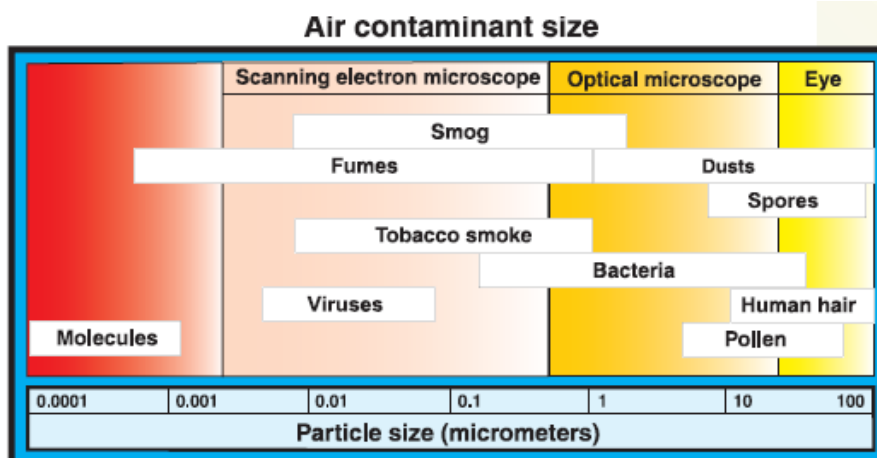 Air contaminant size
Scanning electron microscope Optical microscope Eye
Smog
Fumes Dusts
Spores
Tobacco smoke
Bacteria
Viruses Human hair
Molecules Pollen
0.0001 0.001 0.01 0.1 1 10 100
Particle size (micrometers)